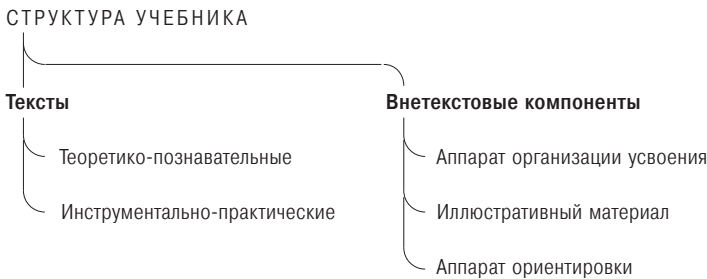 СТРУКТУРА УЧЕБНИКА
Тексты
Теоретико-познавательные
Инструментально-практические
Внетекстовые компоненты
Аппарат организации усвоения
Иллюстративный материал
Аппарат ориентировки